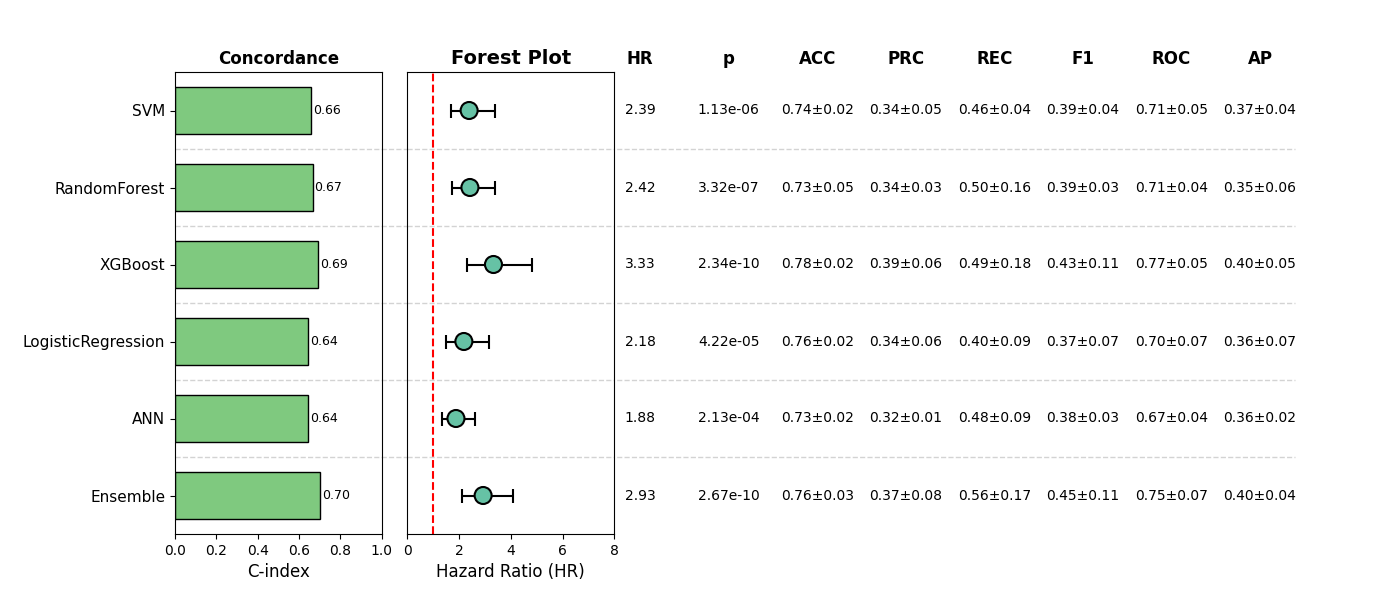 Concordance Forest Plot HR p ACC PRC REC F1 ROC AP
SVM 0.66 2.39 1.13e-06 0.74±0.02 0.34±0.05 0.46±0.04 0.39±0.04 0.71±0.05 0.37±0.04
RandomForest 0.67 2.42 3.32e-07 0.73±0.05 0.34±0.03 0.50±0.16 0.39±0.03 0.71±0.04 0.35±0.06
XGBoost 0.69 3.33 2.34e-10 0.78±0.02 0.39±0.06 0.49±0.18 0.43±0.11 0.77±0.05 0.40±0.05
LogisticRegression 0.64 2.18 4.22e-05 0.76±0.02 0.34±0.06 0.40±0.09 0.37±0.07 0.70±0.07 0.36±0.07
ANN 0.64 1.88 2.13e-04 0.73±0.02 0.32±0.01 0.48±0.09 0.38±0.03 0.67±0.04 0.36±0.02
Ensemble 0.70 2.93 2.67e-10 0.76±0.03 0.37±0.08 0.56±0.17 0.45±0.11 0.75±0.07 0.40±0.04
0.0 0.2 0.4 0.6 0.8 1.0 0 2 4 6 8
C-index Hazard Ratio (HR)